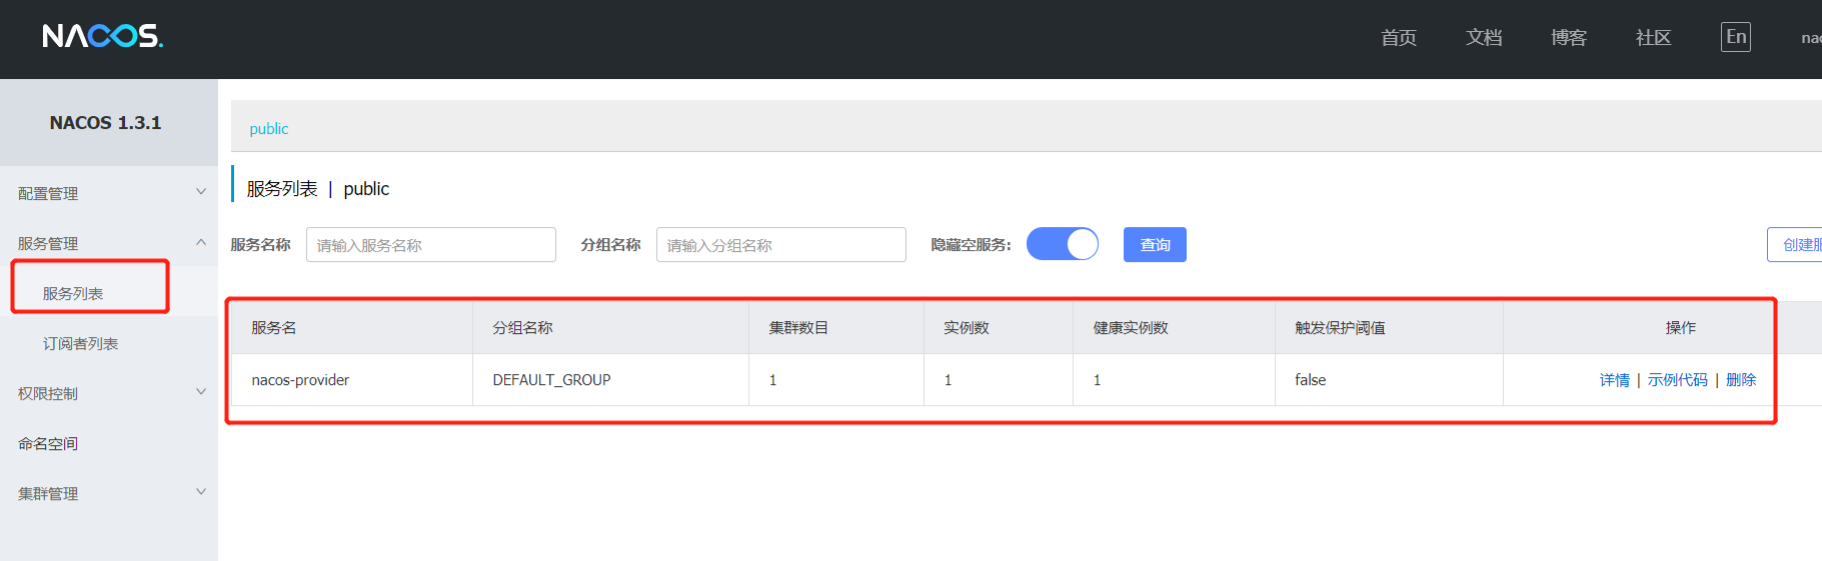 NACOS.
首页 文档 博客 社区 En nac
NACOS 1.3.1
public
配置管理
服务列表 | public
服务管理
服务名称 请输入服务名称 分组名称 请输入分组名称 隐藏空服务: 查询 创建服
服务列表
服务名 分组名称 集群数目 实例数 健康实例数 触发保护阈值 操作
订阅者列表
nacos-provider DEFAULT_GROUP 1 1 1 false 详情 | 示例代码 | 删除
权限控制
命名空间
集群管理